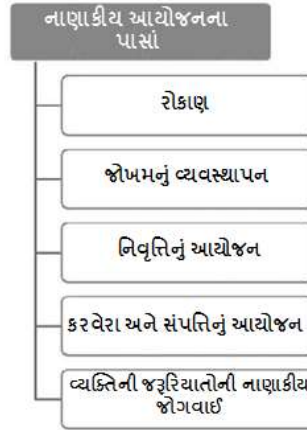 નાણાકીય આયોજનના
પાસાં
રોકાણ
જોખમનું વ્યવસ્થાપન
નિવૃત્તિનું આયોજન
કરવેરા અને સંપત્તિનું આયોજન
વ્યક્તિની જરૂરિયાતોની નાણાકીય
જોગવાઈ